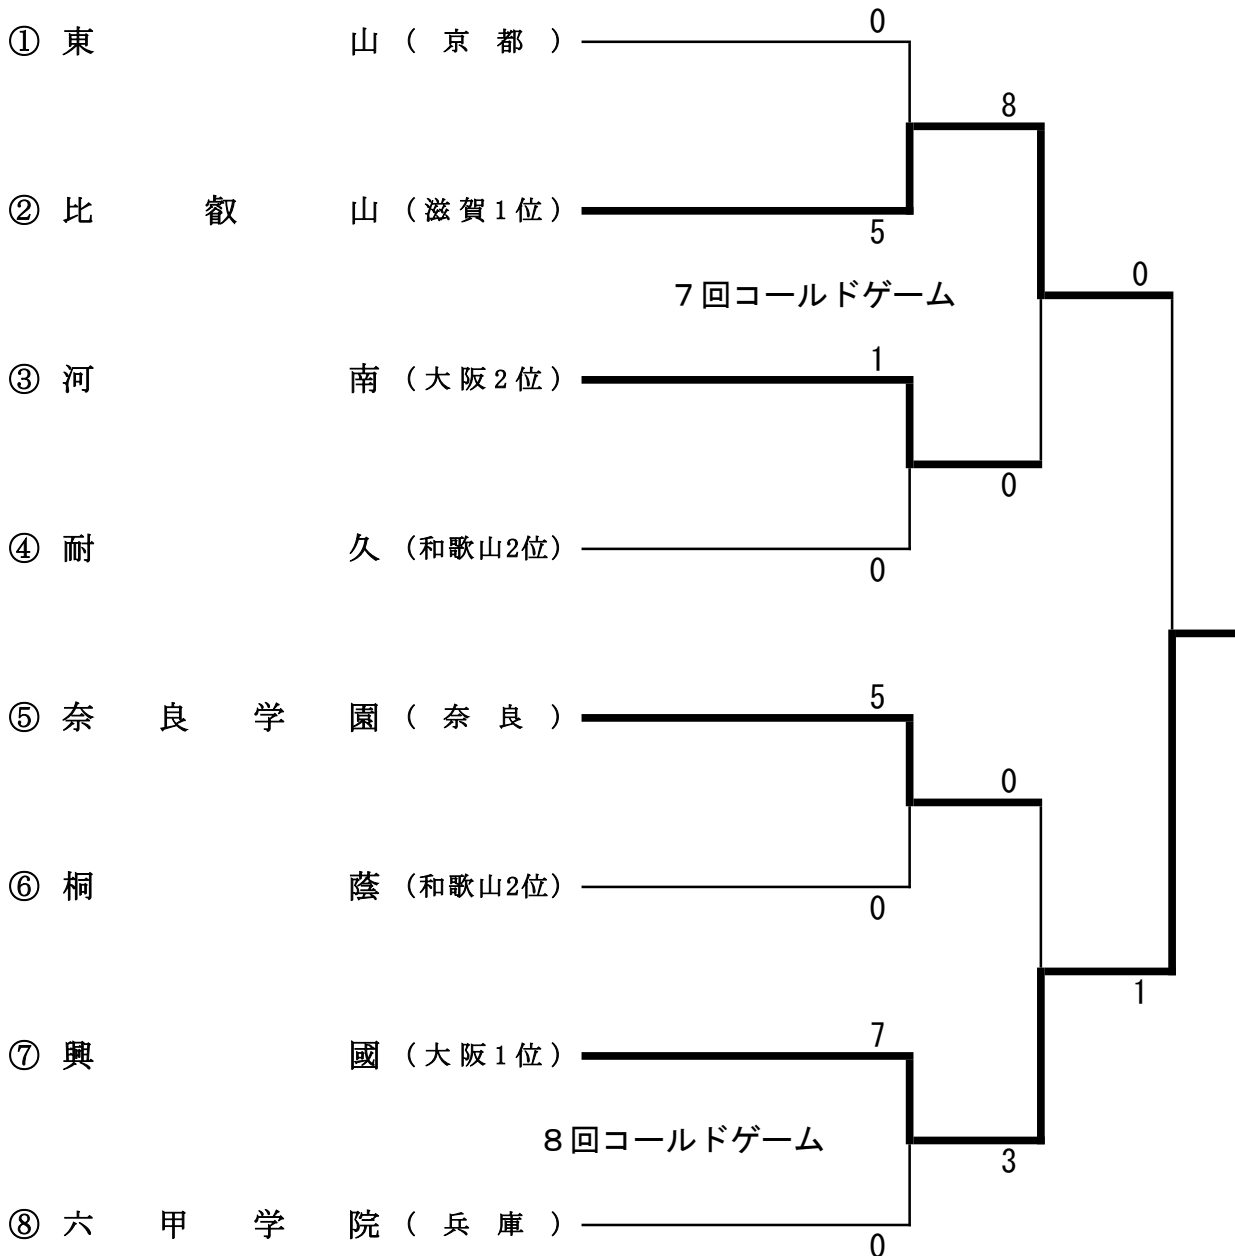 0
① 東山 ( 京都 )
8
② 比叡山 ( 滋賀1位 )
5
0
7回コールドゲーム
1
③ 河南 ( 大阪2位 )
0
④ 耐久 (和歌山2位)
0
5
⑤ 奈良学園 ( 奈良 )
0
⑥ 桐蔭 (和歌山2位)
0
1
7
⑦ 興國 ( 大阪1位 )
8回コールドゲーム
3
⑧ 六甲学院 ( 兵庫 )
0